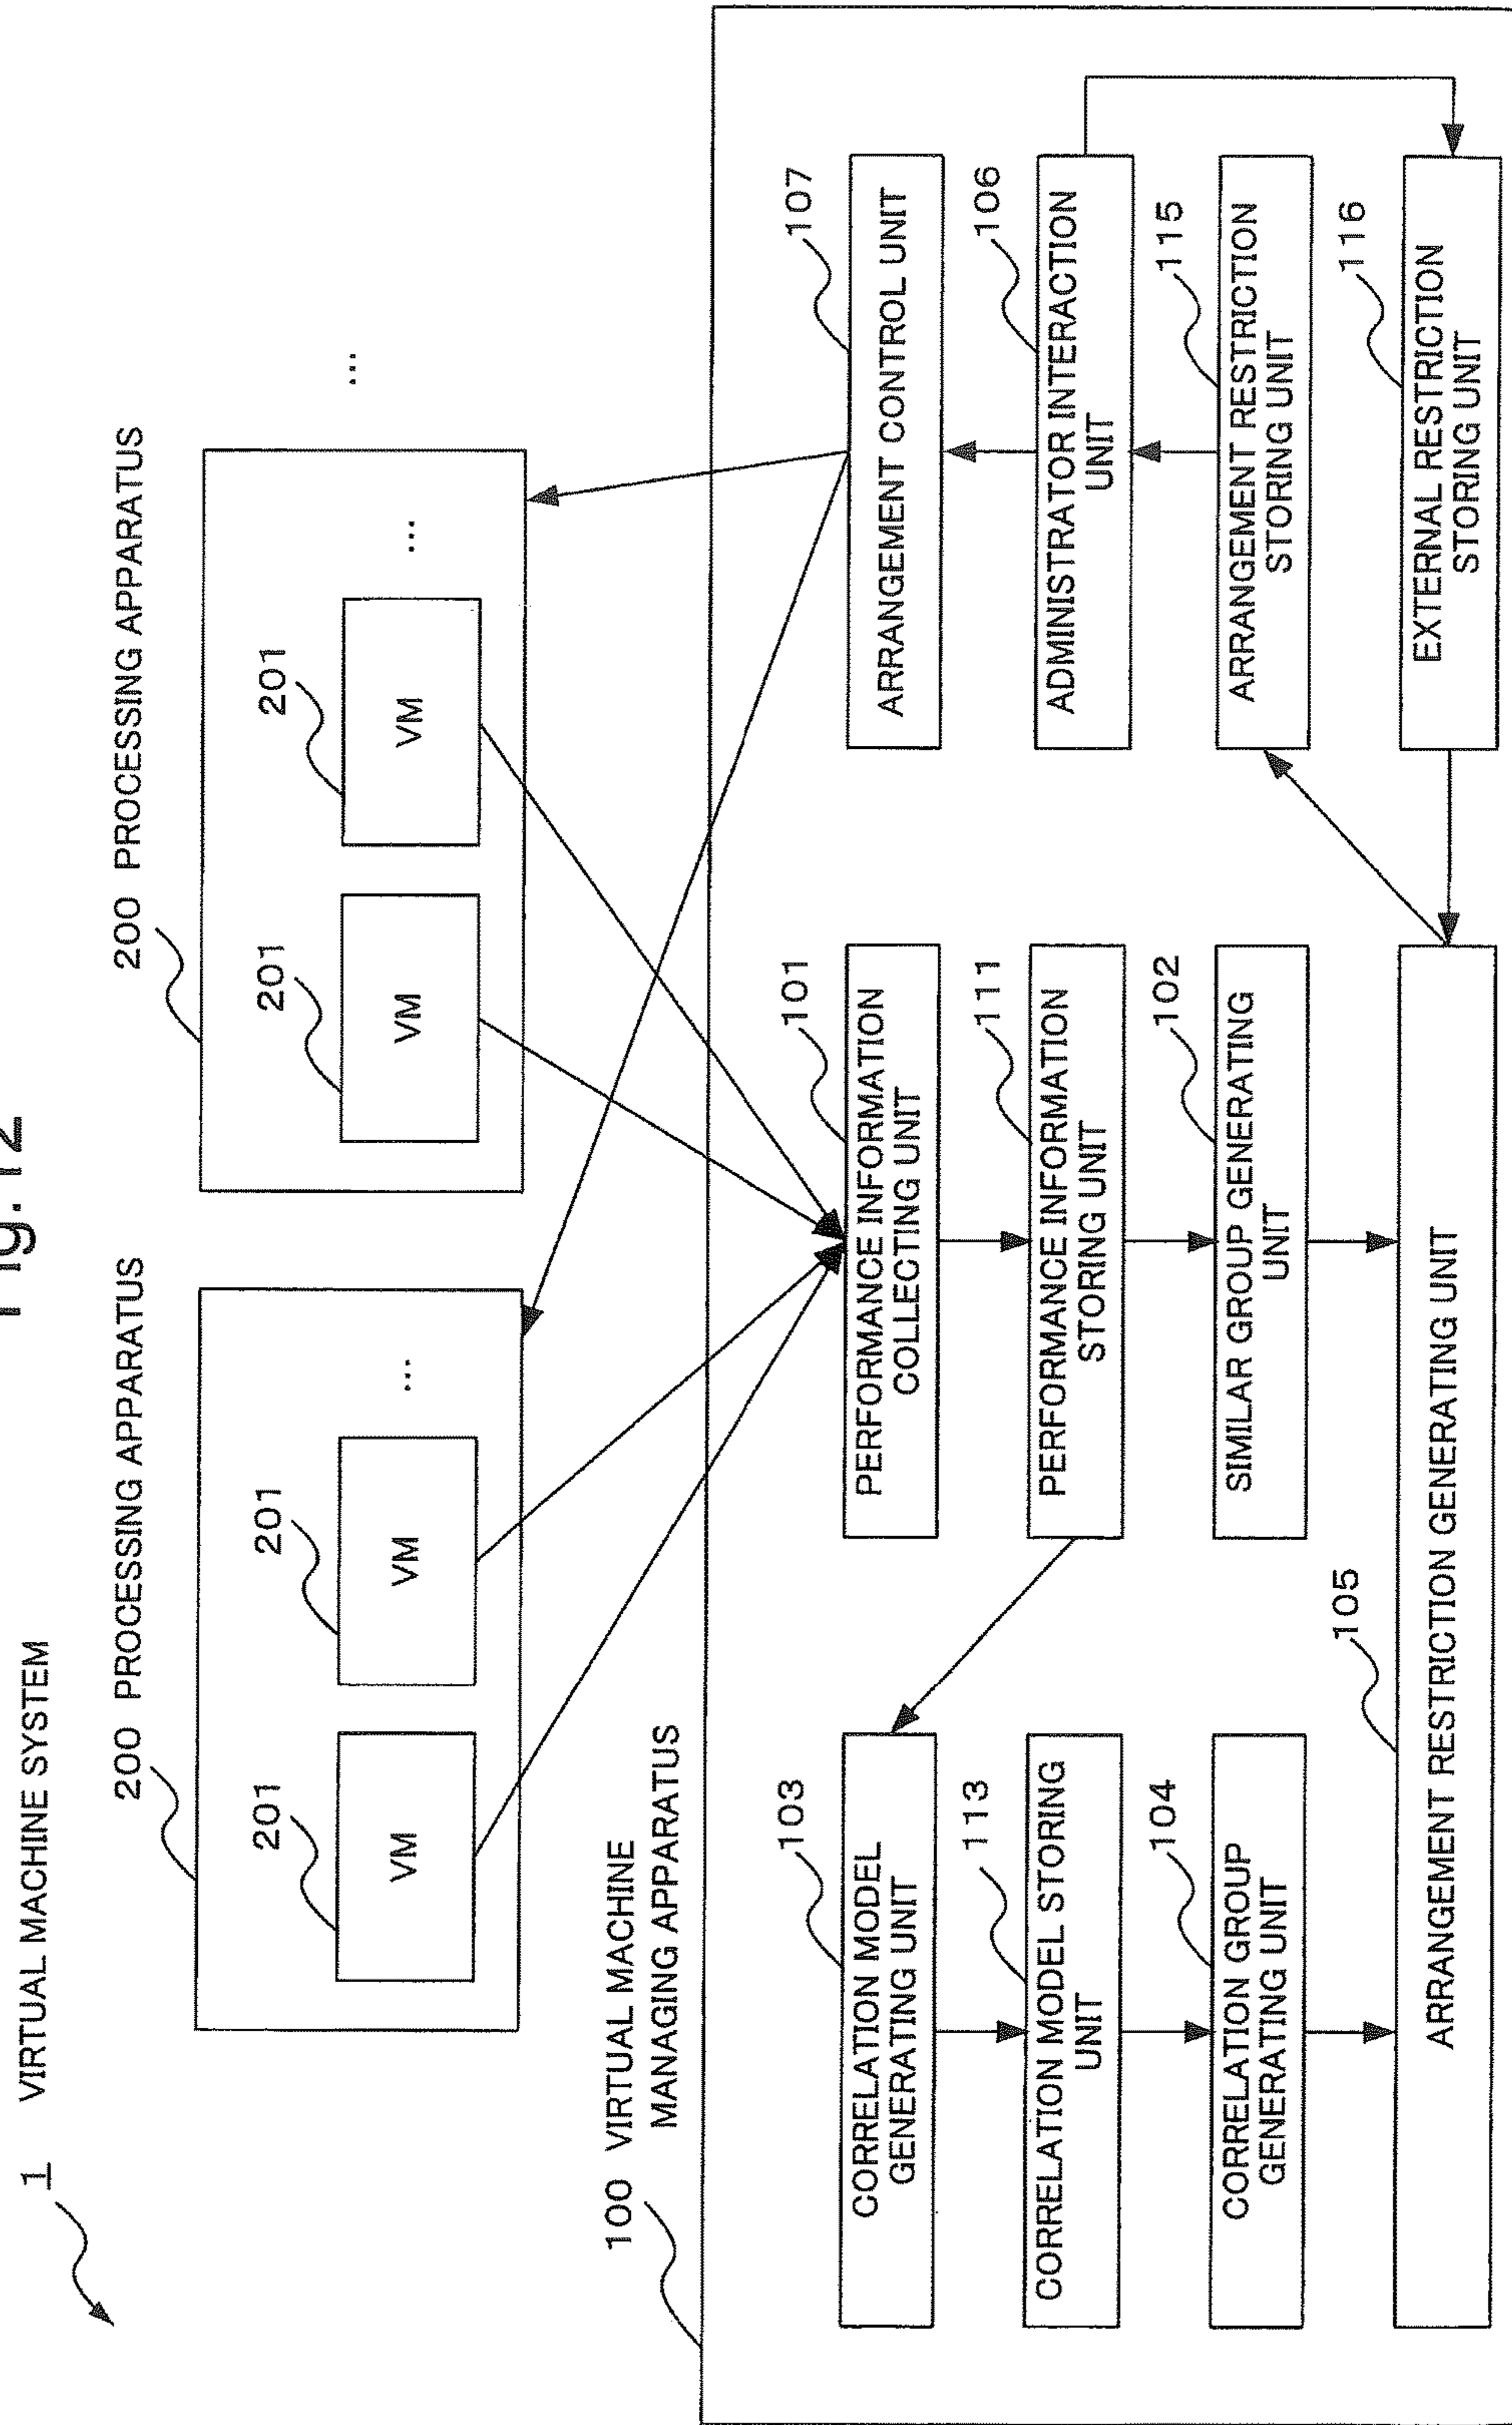 Fig.12
1 VIRTUAL MACHINE SYSTEM
200 PROCESSING APPARATUS
201
VM
201
VM
...
200 PROCESSING APPARATUS
201
VM
201
VM
...
...
100 VIRTUAL MACHINE
MANAGING APPARATUS
103
CORRELATION MODEL
GENERATING UNIT
113
CORRELATION MODEL STORING
UNIT
104
CORRELATION GROUP
GENERATING UNIT
101
PERFORMANCE INFORMATION
COLLECTING UNIT
111
PERFORMANCE INFORMATION
STORING UNIT
102
SIMILAR GROUP GENERATING
UNIT
105
ARRANGEMENT RESTRICTION GENERATING UNIT
107
ARRANGEMENT CONTROL UNIT
106
ADMINISTRATOR INTERACTION
UNIT
115
ARRANGEMENT RESTRICTION
STORING UNIT
116
EXTERNAL RESTRICTION
STORING UNIT